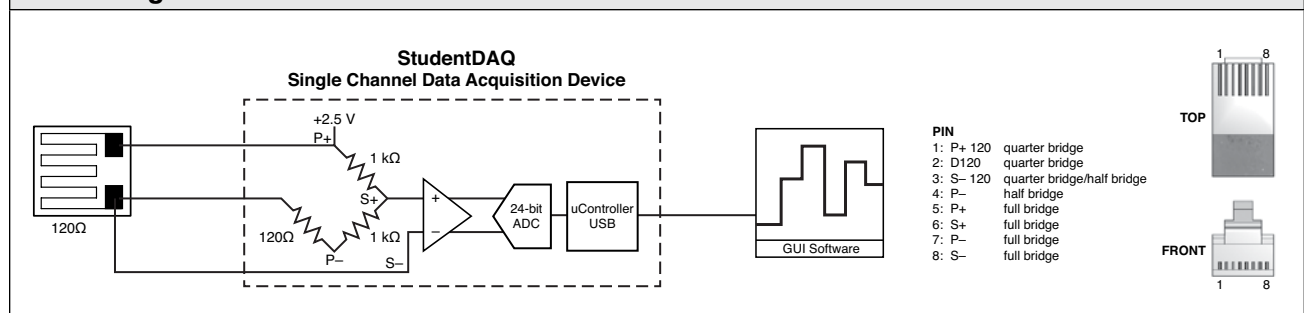 StudentDAQ
Single Channel Data Acquisition Device
+2.5 V
P+
1 kΩ
S+
120Ω
120Ω
1 kΩ
P–
S–
+
–
24-bit
ADC
uController
USB
GUI Software
PIN
1: P+ 120 quarter bridge
2: D120 quarter bridge
3: S– 120 quarter bridge/half bridge
4: P– half bridge
5: P+ full bridge
6: S+ full bridge
7: P– full bridge
8: S– full bridge
1 8
TOP
FRONT
1 8